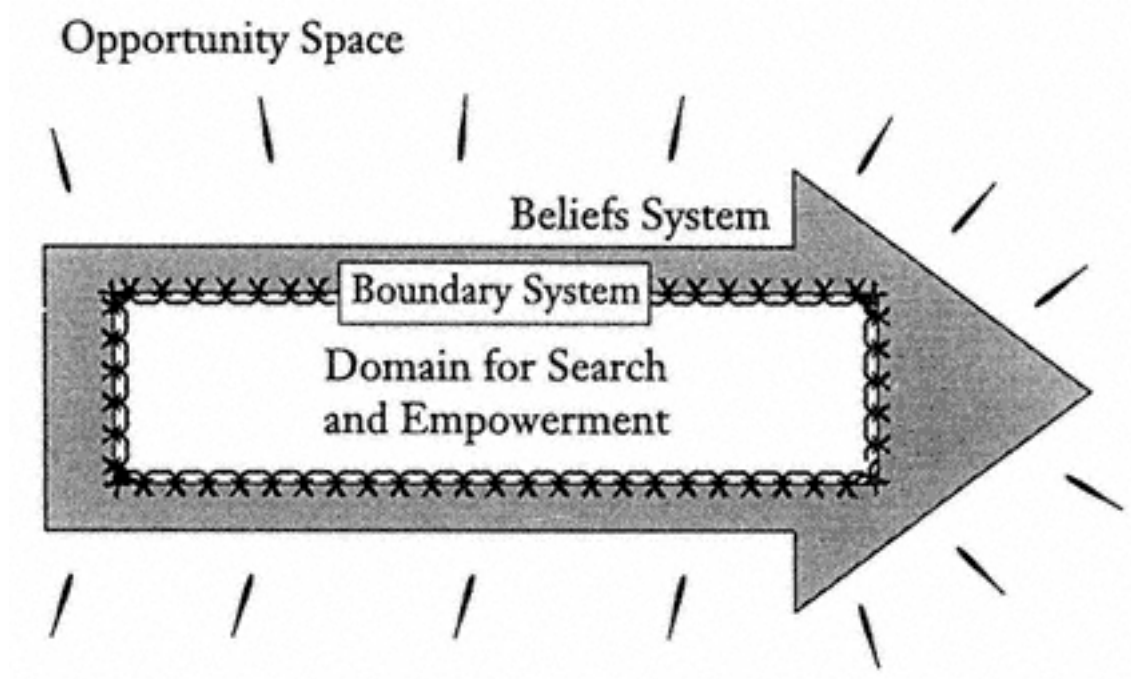 Opportunity Space
Beliefs System
Boundary System
Domain for Search
and Empowerment